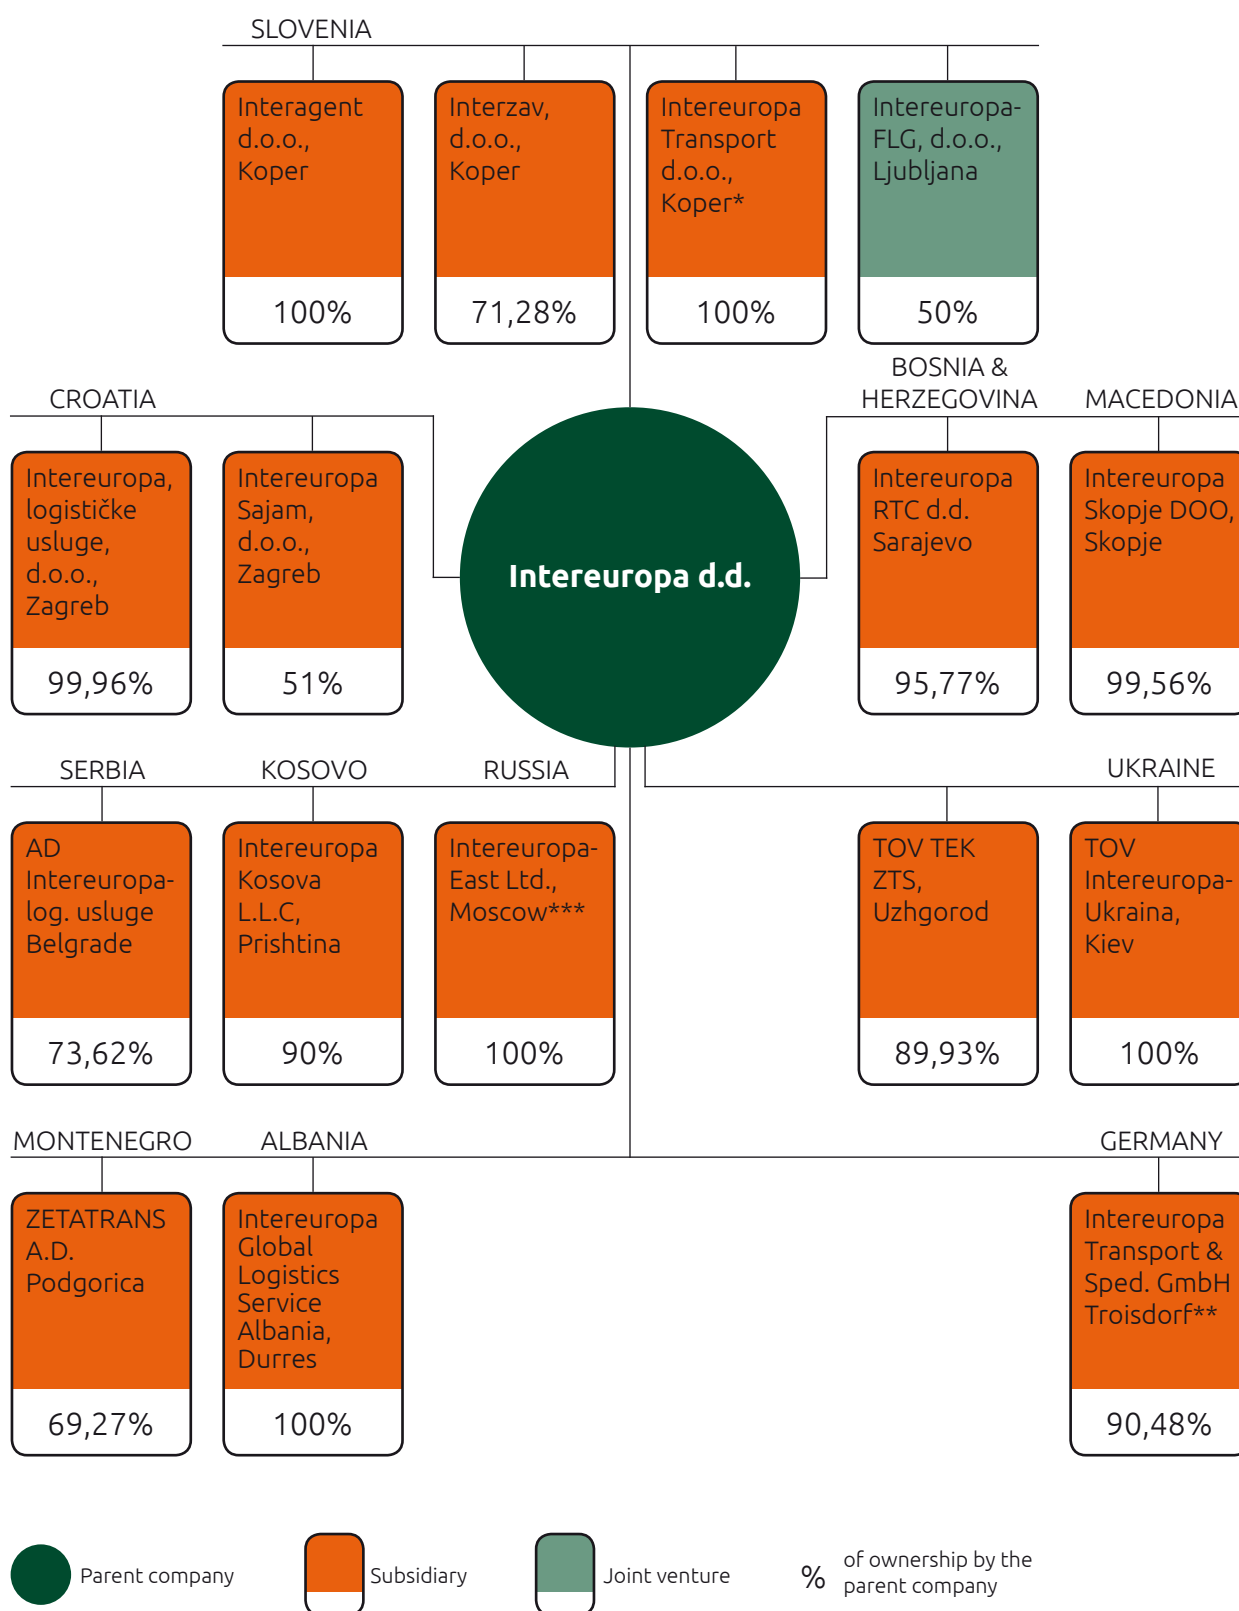 SLOVENIA
Interagent
d.o.o.,
Koper
100%
Interzav,
d.o.o.,
Koper
71,28%
Intereuropa
Transport
d.o.o.,
Koper*
100%
Intereuropa-
FLG, d.o.o.,
Ljubljana
50%
CROATIA
Intereuropa,
logističke
usluge,
d.o.o.,
Zagreb
99,96%
Intereuropa
Sajam,
d.o.o.,
Zagreb
51%
Intereuropa d.d.
BOSNIA &
HERZEGOVINA
Intereuropa
RTC d.d.
Sarajevo
95,77%
MACEDONIA
Intereuropa
Skopje DOO,
Skopje
99,56%
SERBIA
AD
Intereuropa-
log. usluge
Belgrade
73,62%
KOSOVO
Intereuropa
Kosova
L.L.C,
Prishtina
90%
RUSSIA
Intereuropa-
East Ltd.,
Moscow***
100%
UKRAINE
TOV TEK
ZTS,
Uzhgorod
89,93%
TOV
Intereuropa-
Ukraina,
Kiev
100%
MONTENEGRO
ZETATRANS
A.D.
Podgorica
69,27%
ALBANIA
Intereuropa
Global
Logistics
Service
Albania,
Durres
100%
GERMANY
Intereuropa
Transport &
Sped. GmbH
Troisdorf**
90,48%
Parent company
Subsidiary
Joint venture
% of ownership by the
parent company